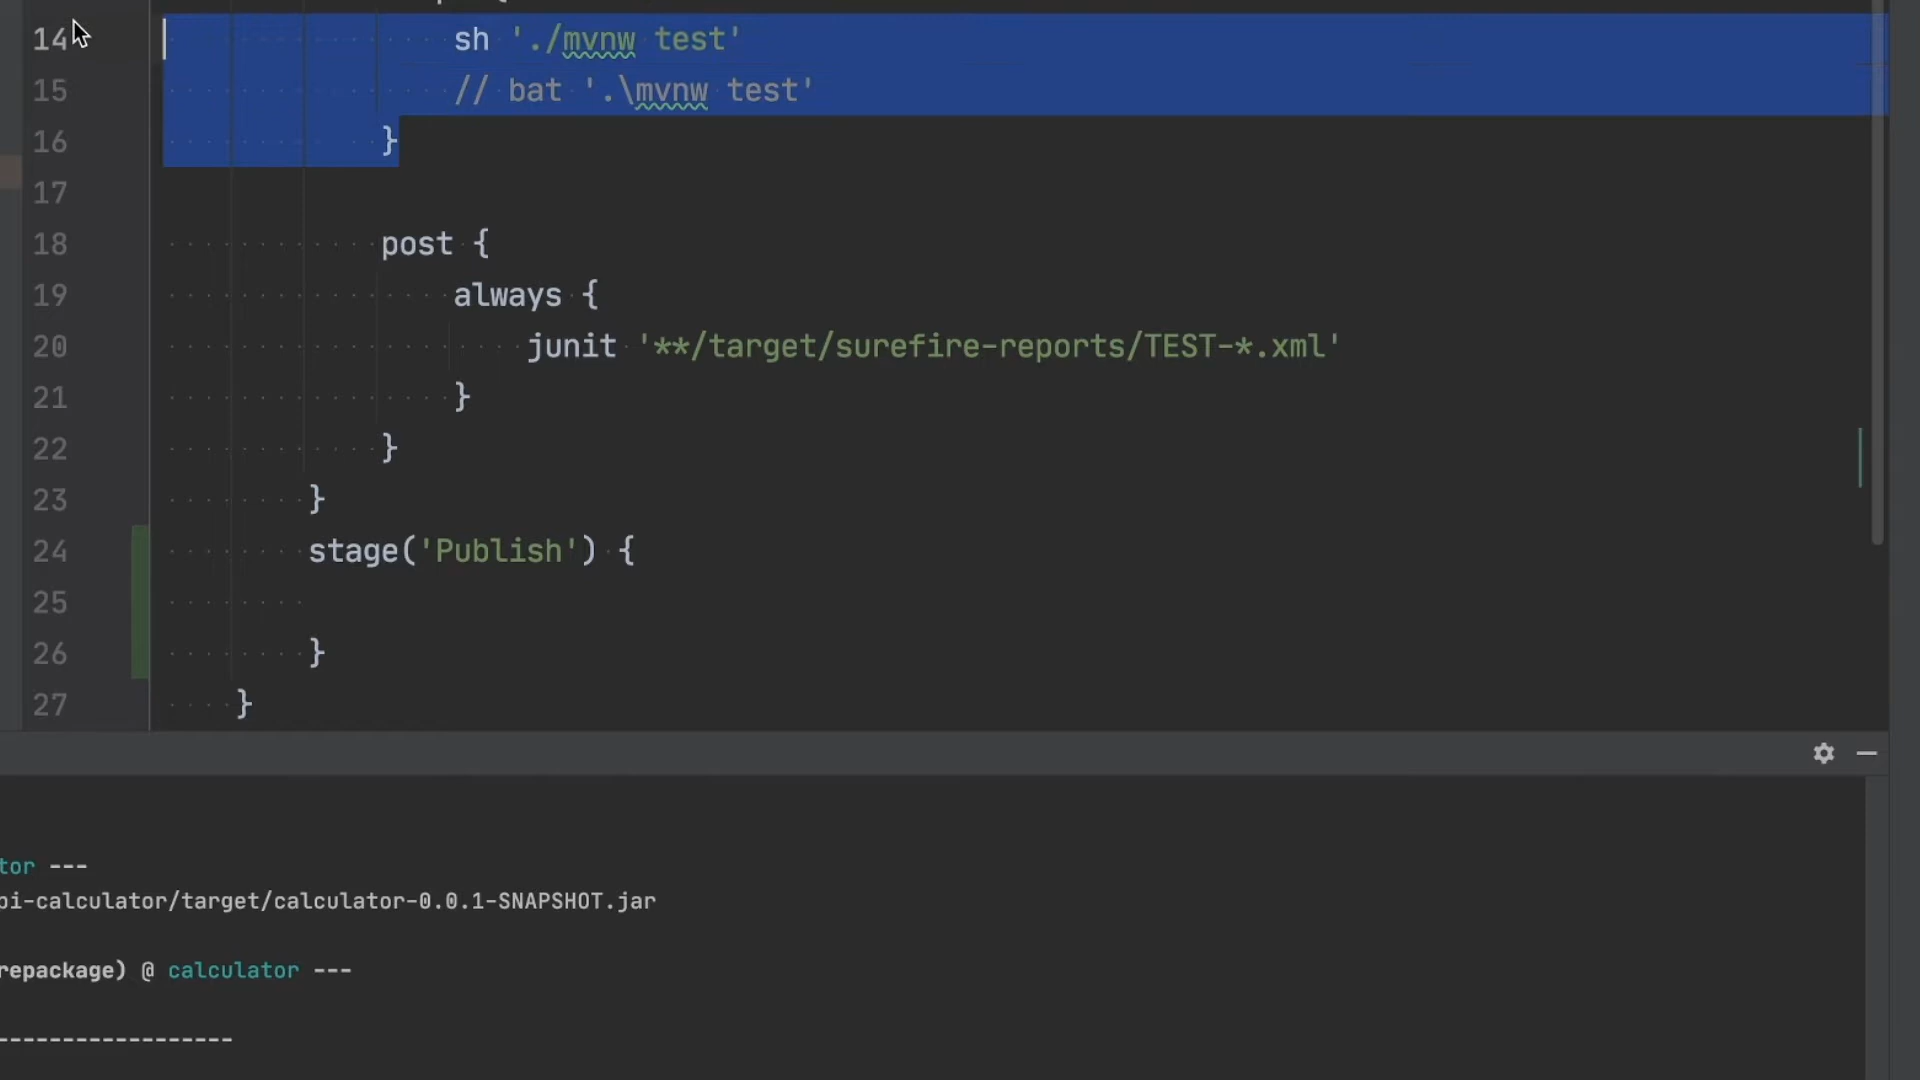 14 sh './mvnw test'
15 // bat '.\mvnw test'
16 }
17
18 post {
19 always {
20 junit '**/target/surefire-reports/TEST-*.xml'
21 }
22 }
23 }
24 stage('Publish') {
25
26 }
27 }
tor ---
pi-calculator/target/calculator-0.0.1-SNAPSHOT.jar
repackage) @ calculator ---
------------------